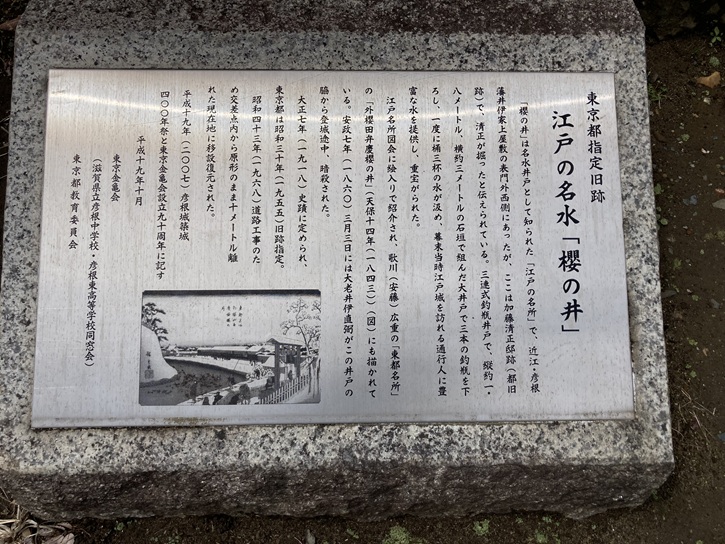 東京都指定旧跡
江戸の名水「櫻の井」
「櫻の井」は名水井戸として知られた「江戸の名所」で、近江・彦根
藩井伊家上屋敷の表門外西側にあったが、ここは加藤清正邸跡(都旧
跡)で、清正が掘ったと伝えられている。三連式釣瓶井戸で、縦約一・
八メートル、横約三メートルの石垣で組んだ大井戸で三本の釣瓶を下
ろし、一度に桶三杯の水が汲め、幕末当時江戸城を訪れる通行人に豊
富な水を提供し、重宝がられた。
江戸名所図会に絵入りで紹介され、歌川(安藤)広重の「東都名所」
の「外櫻田弁慶櫻の井」(天保十四年(一八四三))(図)にも描かれて
いる。安政七年(一八六〇)三月三日には大老井伊直弼がこの井戸の
脇から登城途中、暗殺された。
大正七年(一九一八)史蹟に定められ、
東京都は昭和三十年(一九五五)旧跡指定。
昭和四十三年(一九六八)道路工事のた
め交差点内から原形のまま十メートル離
れた現在地に移設復元された。
平成十九年(二〇〇七)彦根城築城
四〇〇年祭と東京金亀会設立九十周年に記す
平成十九年十月
東京金亀会
(滋賀県立彦根中学校・彦根東高等学校同窓会)
東京都教育委員会